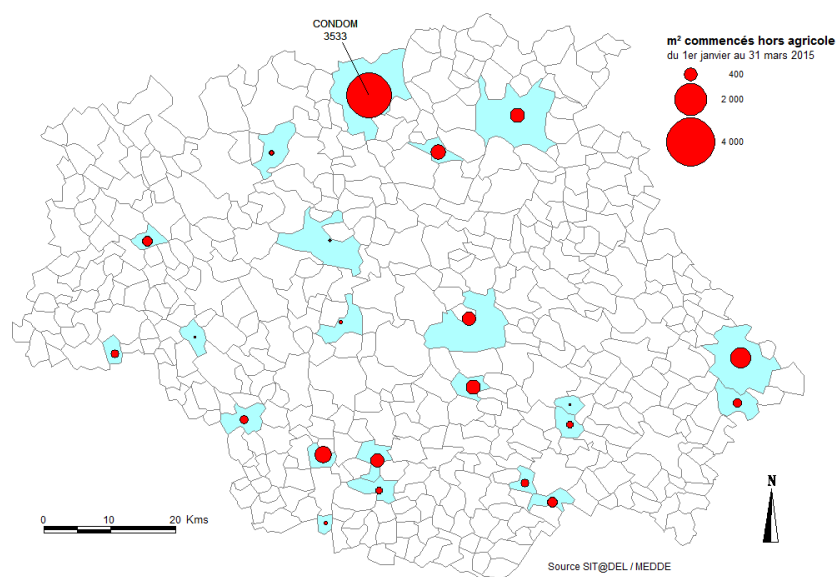 CONDOM
3533
m² commencés hors agricole
du 1er janvier au 31 mars 2015
400
2 000
4 000
N
0 10 20 Kms
Source SIT@DEL / MEDDE